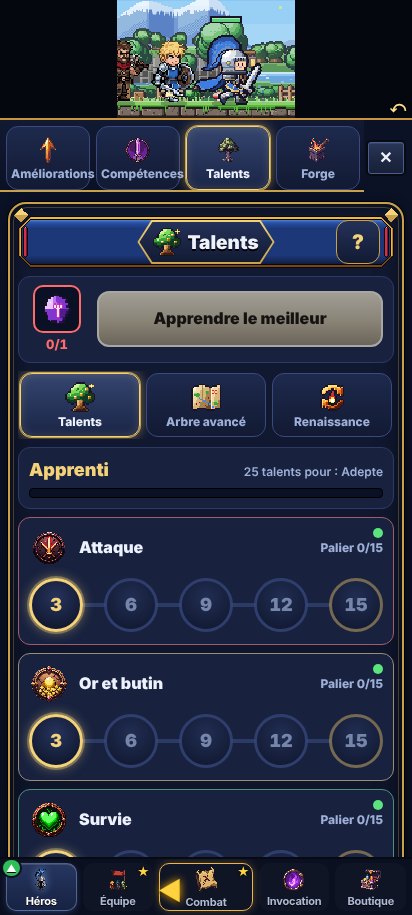 Améliorations
Compétences
Talents
Forge
×
Talents
?
0/1
Apprendre le meilleur
Talents
Arbre avancé
Renaissance
Apprenti
25 talents pour : Adepte
Attaque
Palier 0/15
3
6
9
12
15
Or et butin
Palier 0/15
3
6
9
12
15
Survie
Palier 0/15
Héros
Équipe
Combat
Invocation
Boutique